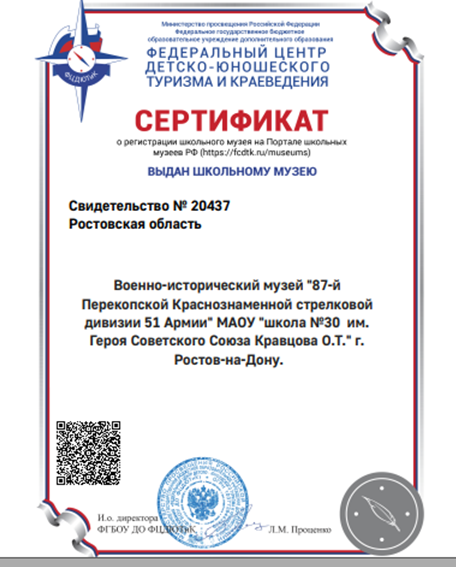 Министерство просвещения Российской Федерации
Федеральное государственное бюджетное
образовательное учреждение дополнительного образования
ФЕДЕРАЛЬНЫЙ ЦЕНТР
ДЕТСКО-ЮНОШЕСКОГО
ТУРИЗМА И КРАЕВЕДЕНИЯ
ФЦДЮТиК
СЕРТИФИКАТ
о регистрации школьного музея на Портале школьных
музеев РФ (https://fcdtk.ru/museums)
ВЫДАН ШКОЛЬНОМУ МУЗЕЮ
Свидетельство № 20437
Ростовская область
Военно-исторический музей "87-й
Перекопской Краснознаменной стрелковой
дивизии 51 Армии" МАОУ "школа №30 им.
Героя Советского Союза Кравцова О.Т." г.
Ростов-на-Дону.
И.о. директора
ФГБОУ ДО ФЦДЮТиК
Л.М. Проценко